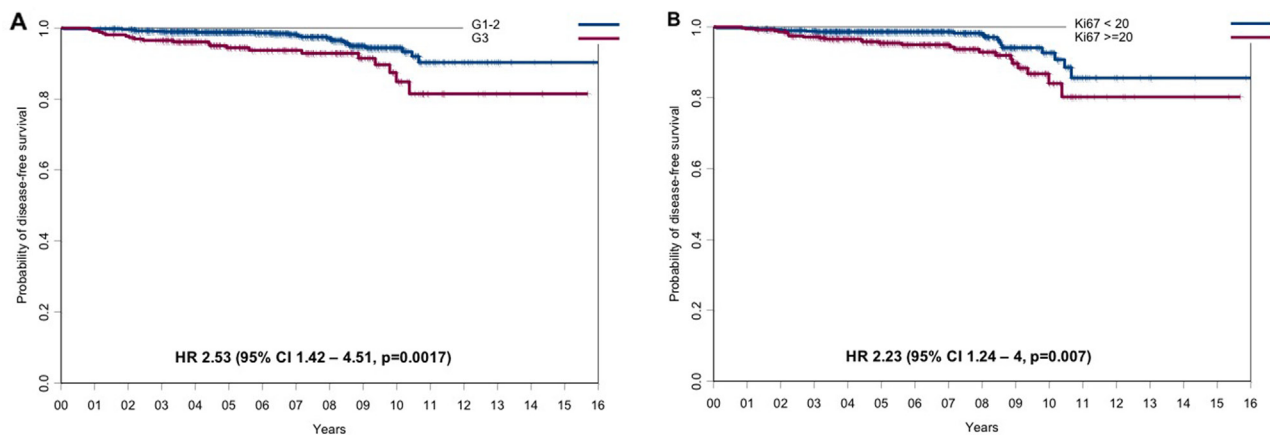 A
G1-2
G3
Probability of disease-free survival
1.0
0.8
0.6
0.4
0.2
0.0
HR 2.53 (95% CI 1.42 – 4.51, p=0.0017)
00 01 02 03 04 05 06 07 08 09 10 11 12 13 14 15 16
Years
B
Ki67 < 20
Ki67 >=20
Probability of disease-free survival
1.0
0.8
0.6
0.4
0.2
0.0
HR 2.23 (95% CI 1.24 – 4, p=0.007)
00 01 02 03 04 05 06 07 08 09 10 11 12 13 14 15 16
Years